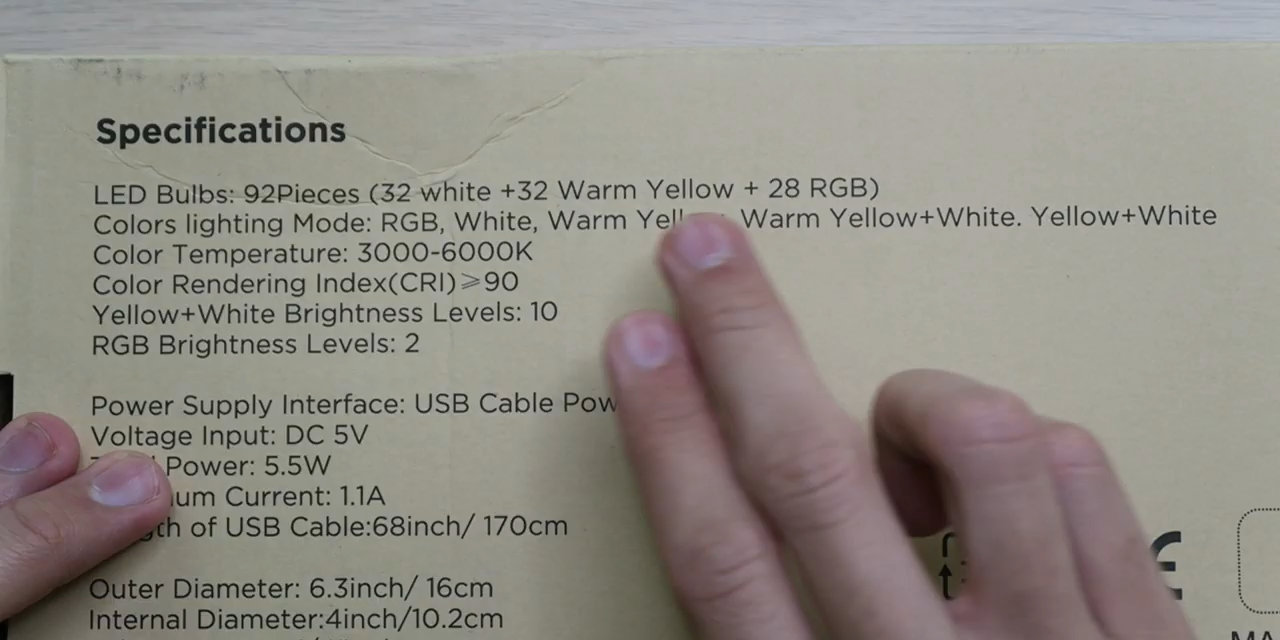 Specifications
LED Bulbs: 92Pieces (32 white +32 Warm Yellow + 28 RGB)
Colors lighting Mode: RGB, White, Warm Warm Yellow+White. Yellow+White
Color Temperature: 3000-6000K
Color Rendering Index(CRI)⩾90
Yellow+White Brightness Levels: 10
RGB Brightness Levels: 2
Power Supply Interface: USB Cable
Voltage Input: DC 5V
Power: 5.5W
Current: 1.1A
of USB Cable:68inch/ 170cm
Outer Diameter: 6.3inch/ 16cm
Internal Diameter:4inch/10.2cm